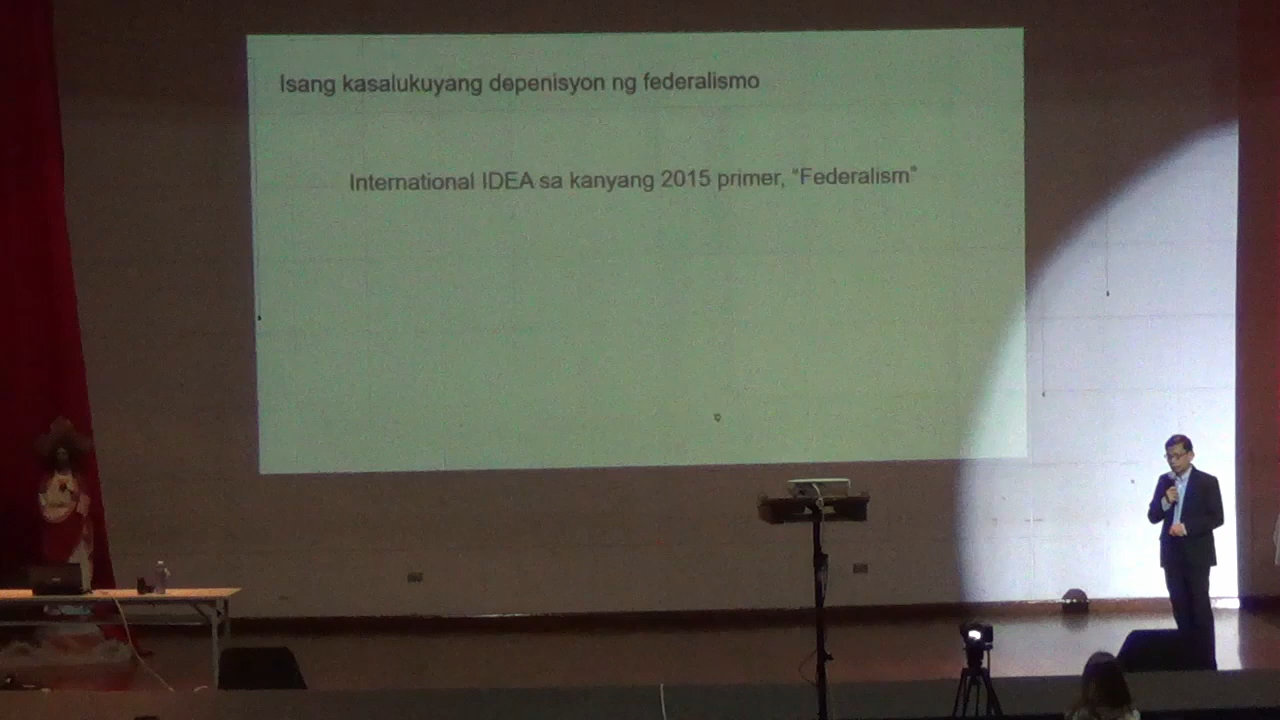 Isang kasalukuyang depenisyon ng federalismo
International IDEA sa kanyang 2015 primer, "Federalism"